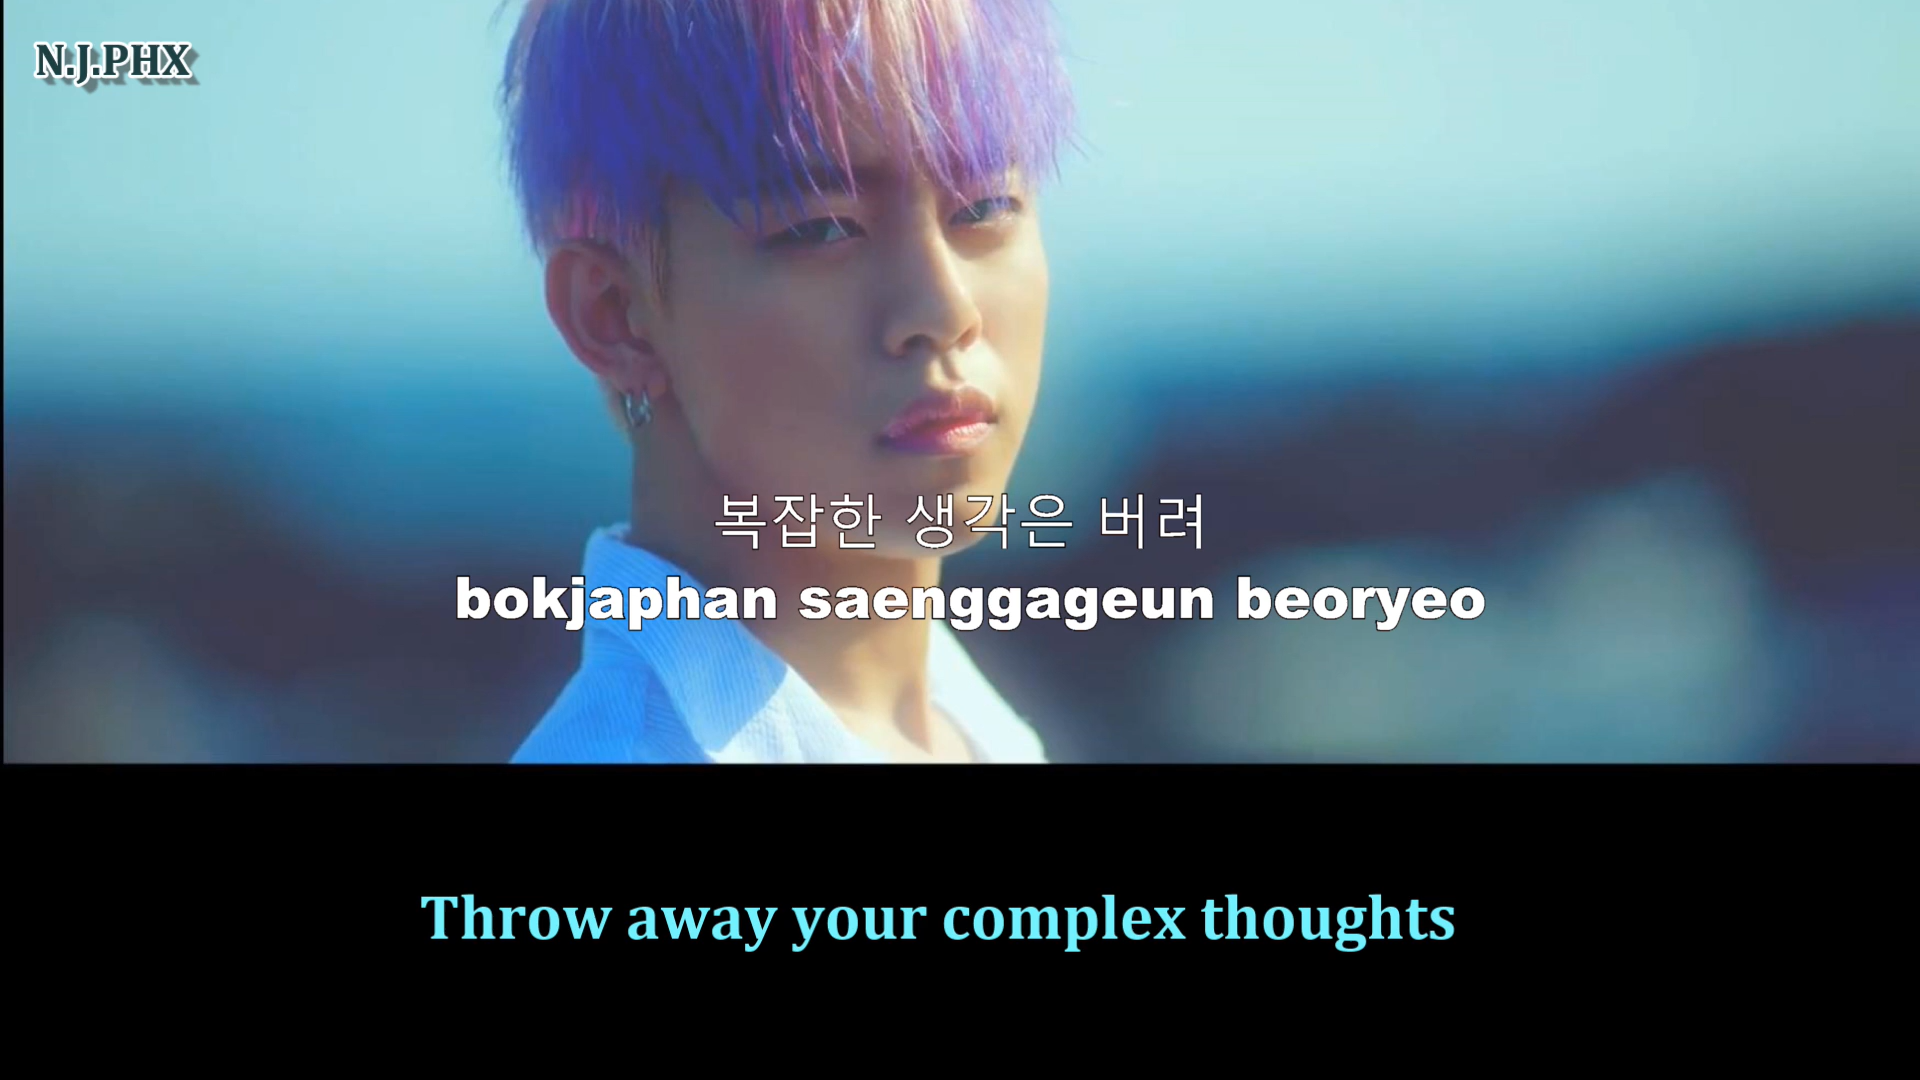 N.J.PHX
복잡한 생각은 버려
bokjaphan saenggageun beoryeo
Throw away your complex thoughts